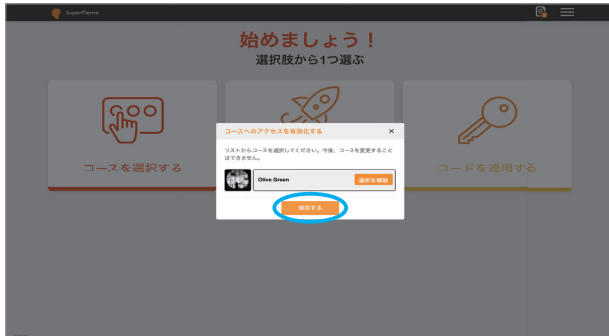 SuperMemo
始めましょう！
選択肢から1つ選ぶ
コースを選択する
コードを適用する
コースへのアクセスを有効化する ×
リストからコースを選択してください。今後、コースを変更すること
はできません。
Olive Green
選択を解除
保存する